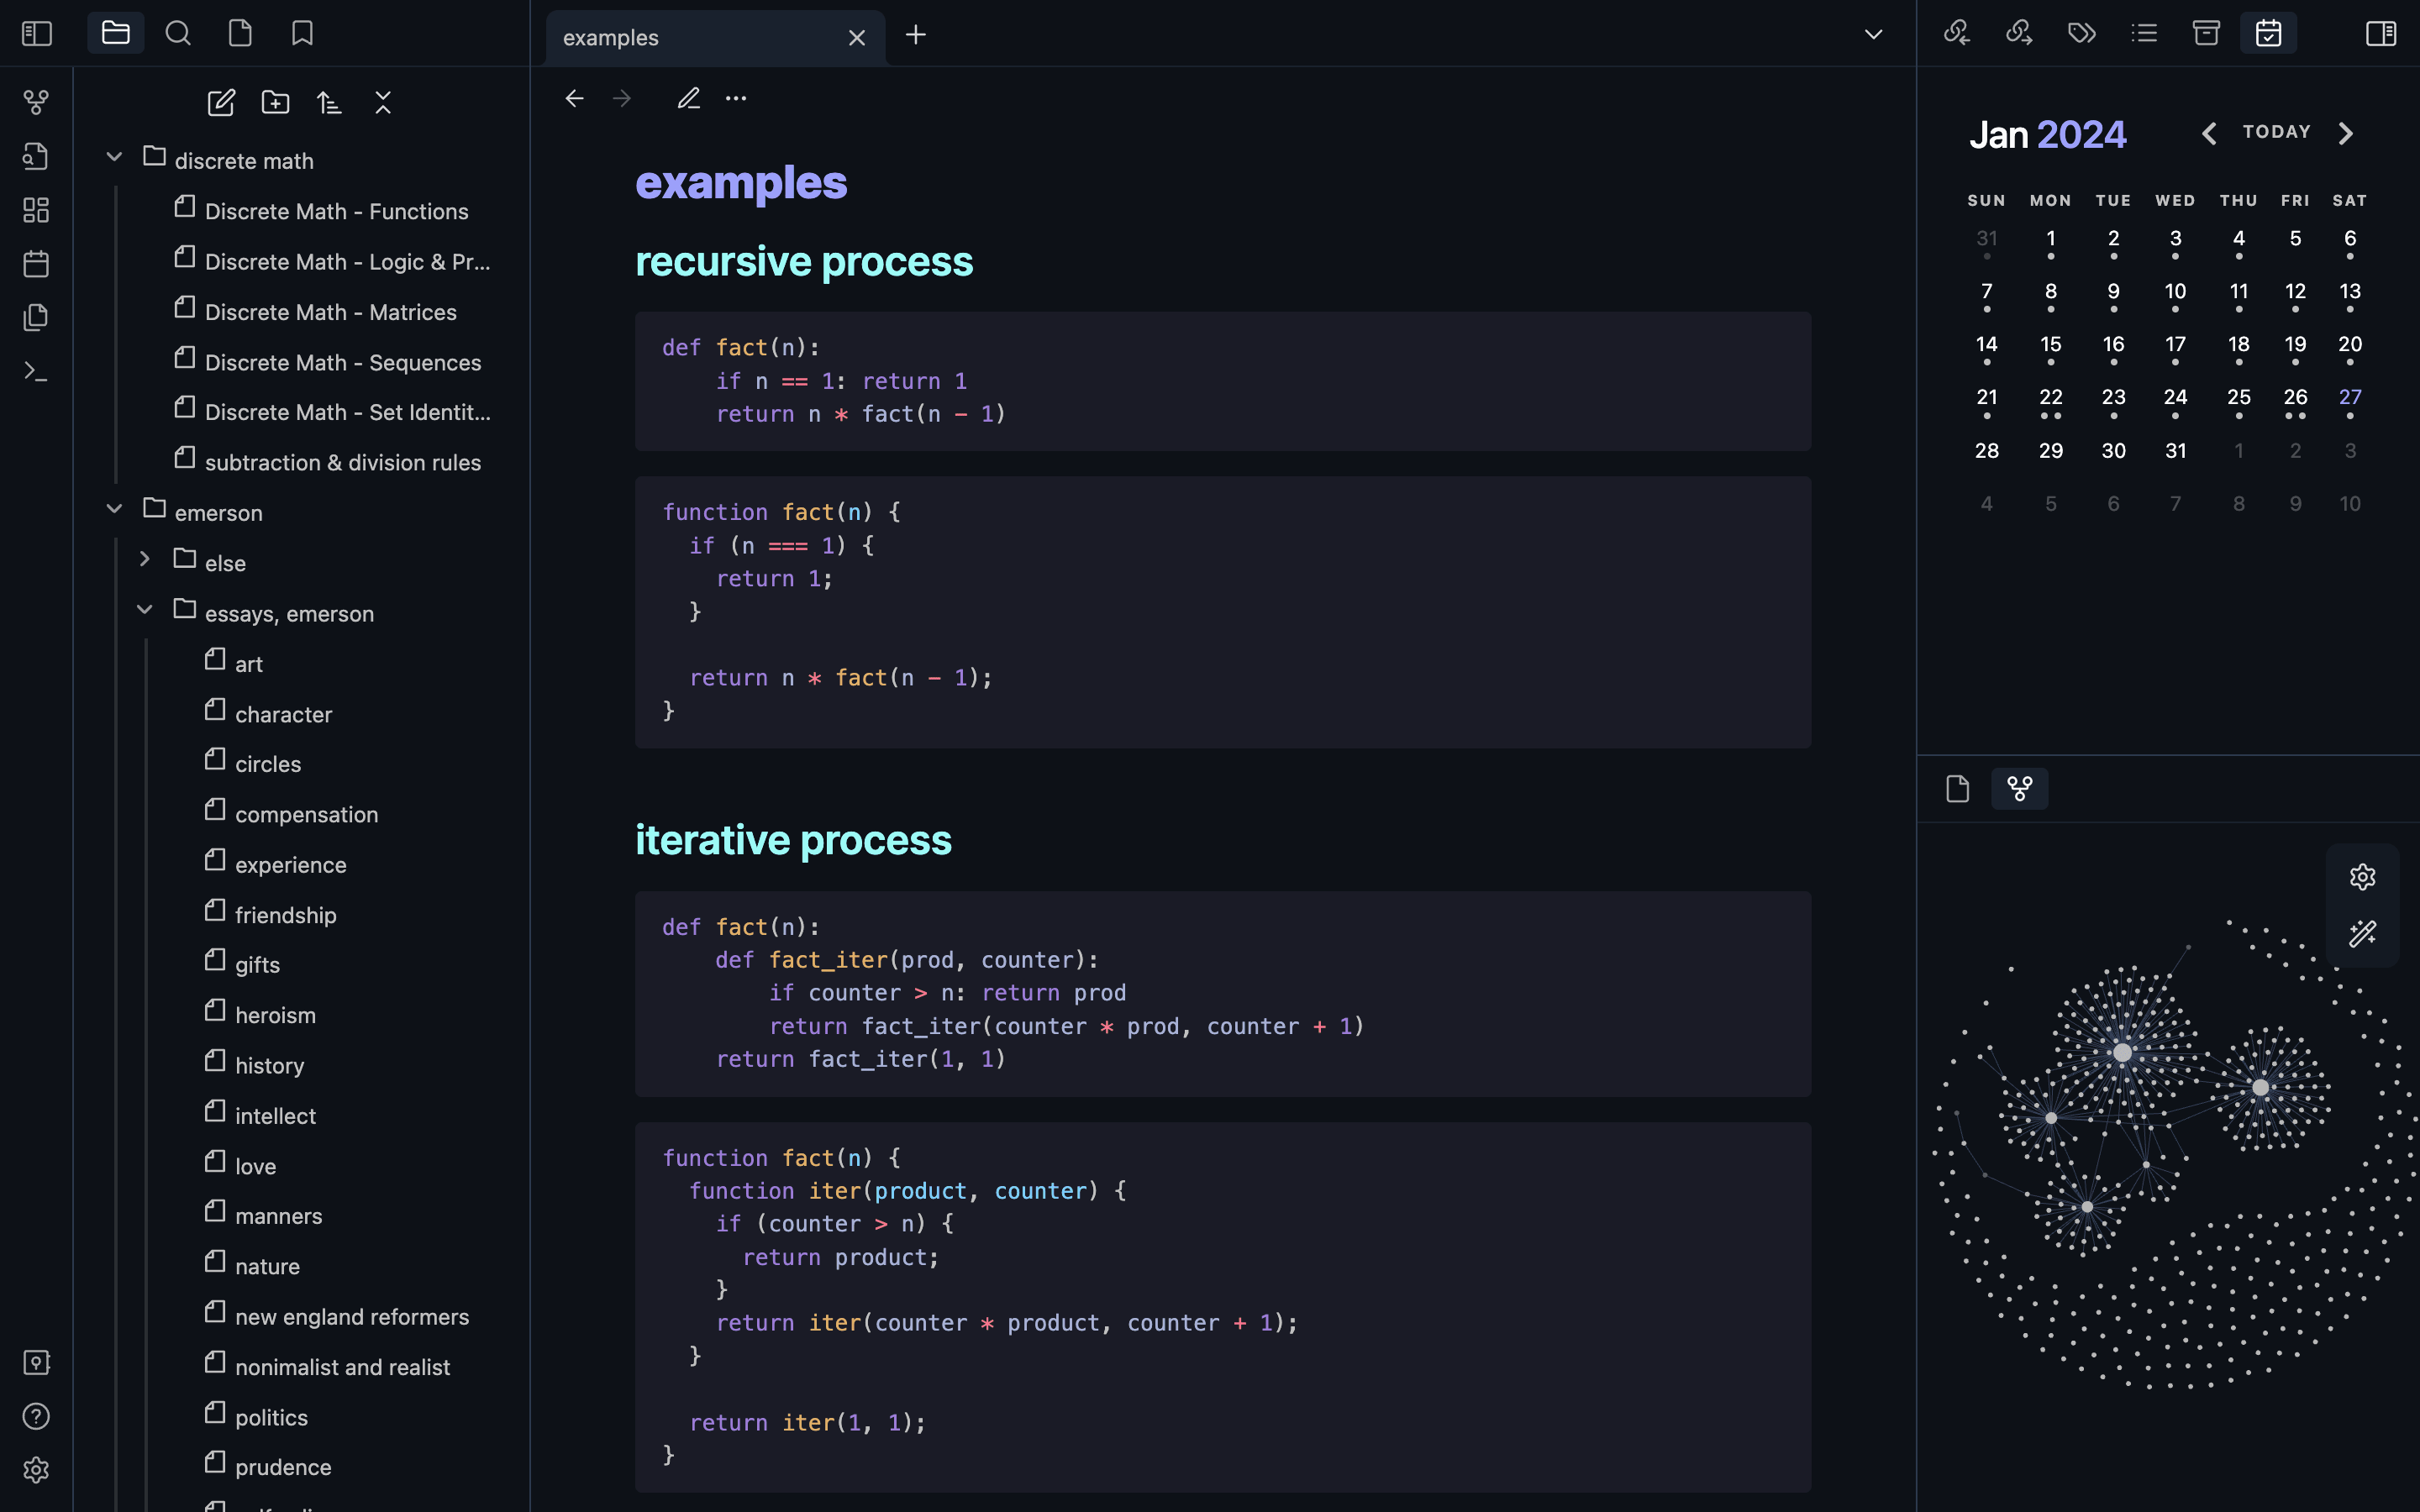 examples
discrete math
Discrete Math - Functions
Discrete Math - Logic & Pr...
Discrete Math - Matrices
Discrete Math - Sequences
Discrete Math - Set Identit...
subtraction & division rules
emerson
else
essays, emerson
art
character
circles
compensation
experience
friendship
gifts
heroism
history
intellect
love
manners
nature
new england reformers
nonimalist and realist
politics
prudence
examples
recursive process
def fact(n):
    if n == 1: return 1
    return n * fact(n - 1)
function fact(n) {
  if (n === 1) {
    return 1;
  }
  return n * fact(n - 1);
}
iterative process
def fact(n):
    def fact_iter(prod, counter):
        if counter > n: return prod
        return fact_iter(counter * prod, counter + 1)
    return fact_iter(1, 1)
function fact(n) {
  function iter(product, counter) {
    if (counter > n) {
      return product;
    }
    return iter(counter * product, counter + 1);
  }
  return iter(1, 1);
}
Jan 2024
TODAY
SUN MON TUE WED THU FRI SAT
31 1 2 3 4 5 6
7 8 9 10 11 12 13
14 15 16 17 18 19 20
21 22 23 24 25 26 27
28 29 30 31 1 2 3
4 5 6 7 8 9 10